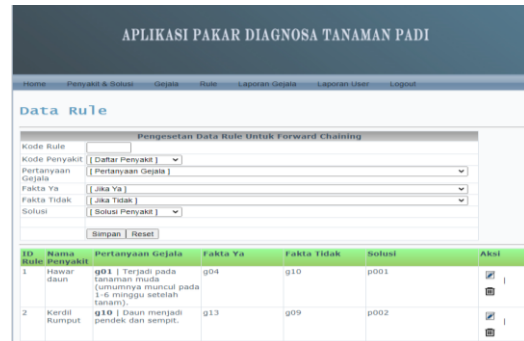 APLIKASI PAKAR DIAGNOSA TANAMAN PADI
Home Penyakit & Solusi Gejala Rule Laporan Gejala Laporan User Logout
Data Rule
Pengesetan Data Rule Untuk Forward Chaining
Kode Rule
Kode Penyakit [ Daftar Penyakit ]
Pertanyaan Gejala [ Pertanyaan Gejala ]
Fakta Ya [ Jika Ya ]
Fakta Tidak [ Jika Tidak ]
Solusi [ Solusi Penyakit ]
Simpan Reset
ID Rule Nama Penyakit Pertanyaan Gejala Fakta Ya Fakta Tidak Solusi Aksi
1 Hawar daun g01 | Terjadi pada g04 g10 p001
tanaman muda
(umumnya muncul pada |
1-6 minggu setelah
tanam).
2 Kerdil Rumput g10 | Daun menjadi g13 g09 p002
pendek dan sempit. |